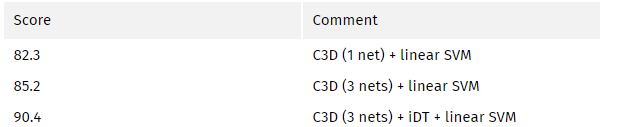 Score Comment
82.3 C3D (1 net) + linear SVM
85.2 C3D (3 nets) + linear SVM
90.4 C3D (3 nets) + iDT + linear SVM